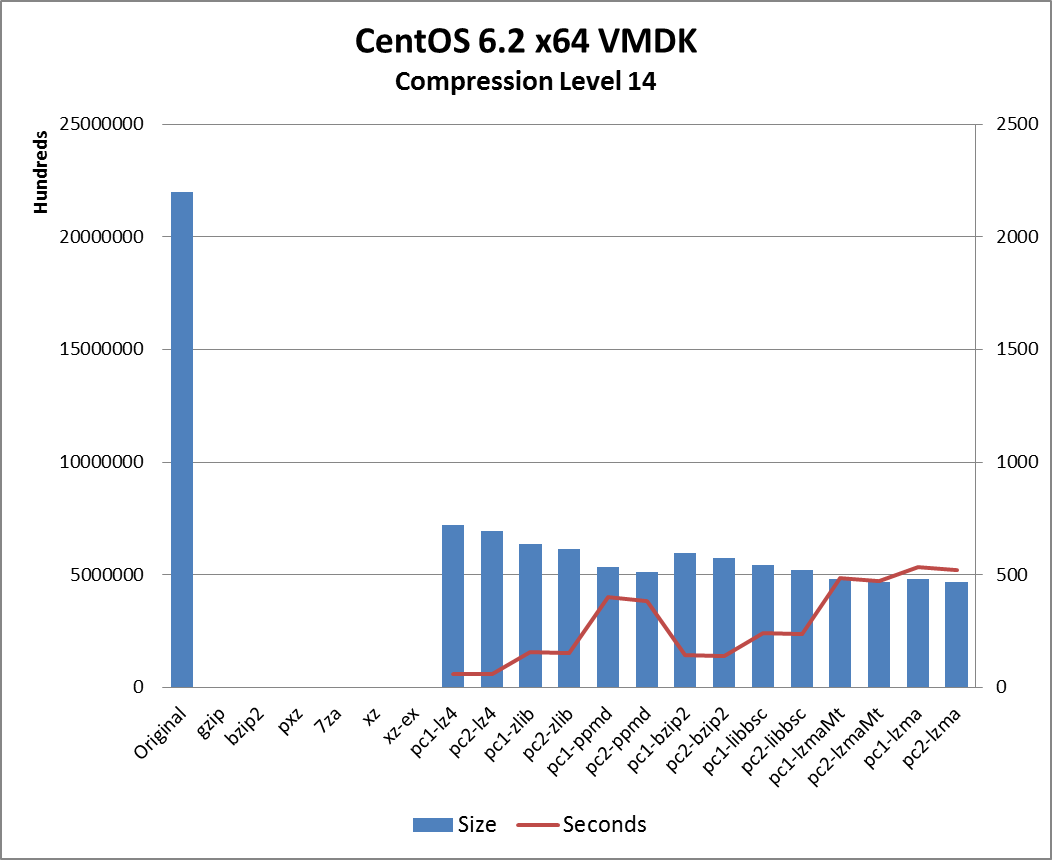 CentOS 6.2 x64 VMDK
Compression Level 14
Hundreds
25000000
20000000
15000000
10000000
5000000
0
2500
2000
1500
1000
500
0
Original
gzip
bzip2
pxz
7za
xz
xz-ex
pc1-lz4
pc2-lz4
pc1-zlib
pc2-zlib
pc1-ppmd
pc2-ppmd
pc1-bzip2
pc2-bzip2
pc1-libbsc
pc2-libbsc
pc1-lzmaMt
pc2-lzmaMt
pc1-lzma
pc2-lzma
Size
Seconds